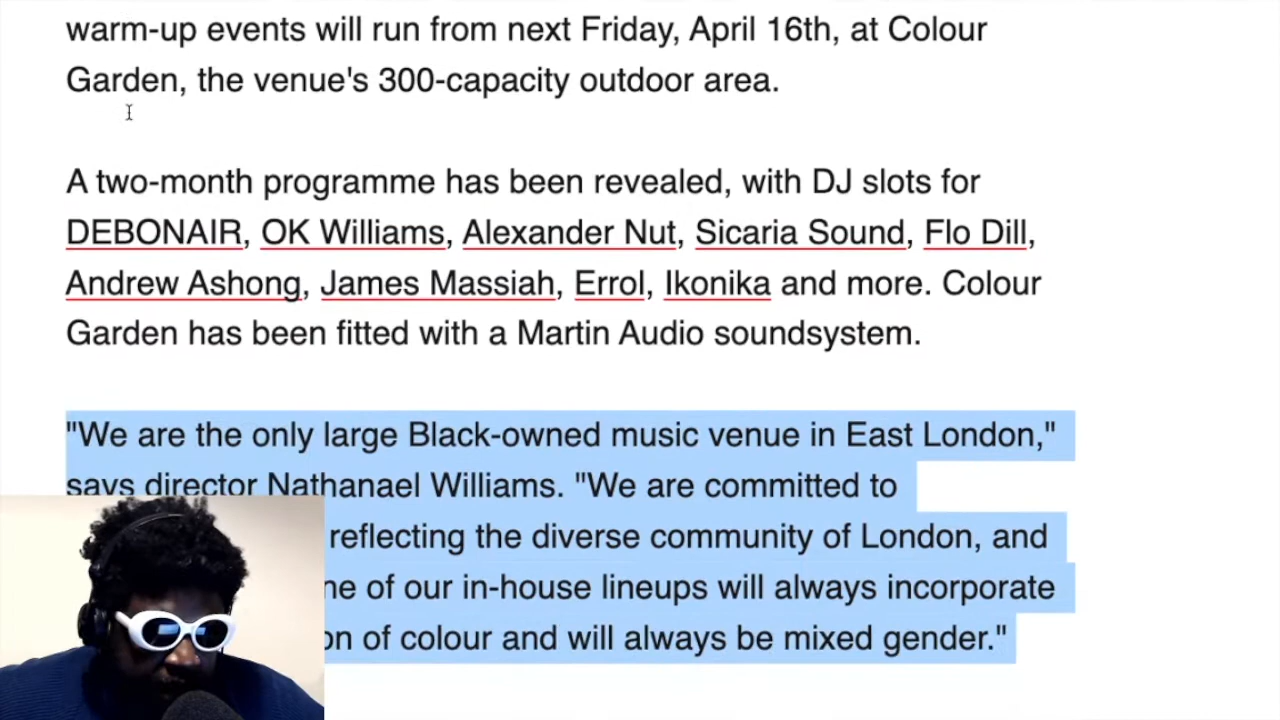 warm-up events will run from next Friday, April 16th, at Colour
Garden, the venue's 300-capacity outdoor area.
A two-month programme has been revealed, with DJ slots for
DEBONAIR, OK Williams, Alexander Nut, Sicaria Sound, Flo Dill,
Andrew Ashong, James Massiah, Errol, Ikonika and more. Colour
Garden has been fitted with a Martin Audio soundsystem.
"We are the only large Black-owned music venue in East London,"
says director Nathanael Williams. "We are committed to
reflecting the diverse community of London, and
of our in-house lineups will always incorporate
of colour and will always be mixed gender."